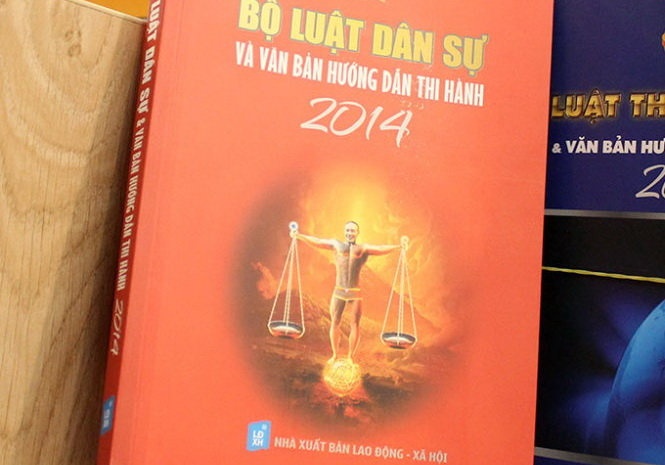 BỘ LUẬT DÂN SỰ
VÀ VĂN BẢN HƯỚNG DẪN THI HÀNH
2014
LĐ
XH
NHÀ XUẤT BẢN LAO ĐỘNG - XÃ HỘI
LUẬT DÂN SỰ & VĂN BẢN HƯỚNG DẪN THI HÀNH 2014
LUẬT TH
& VĂN BẢN HƯ